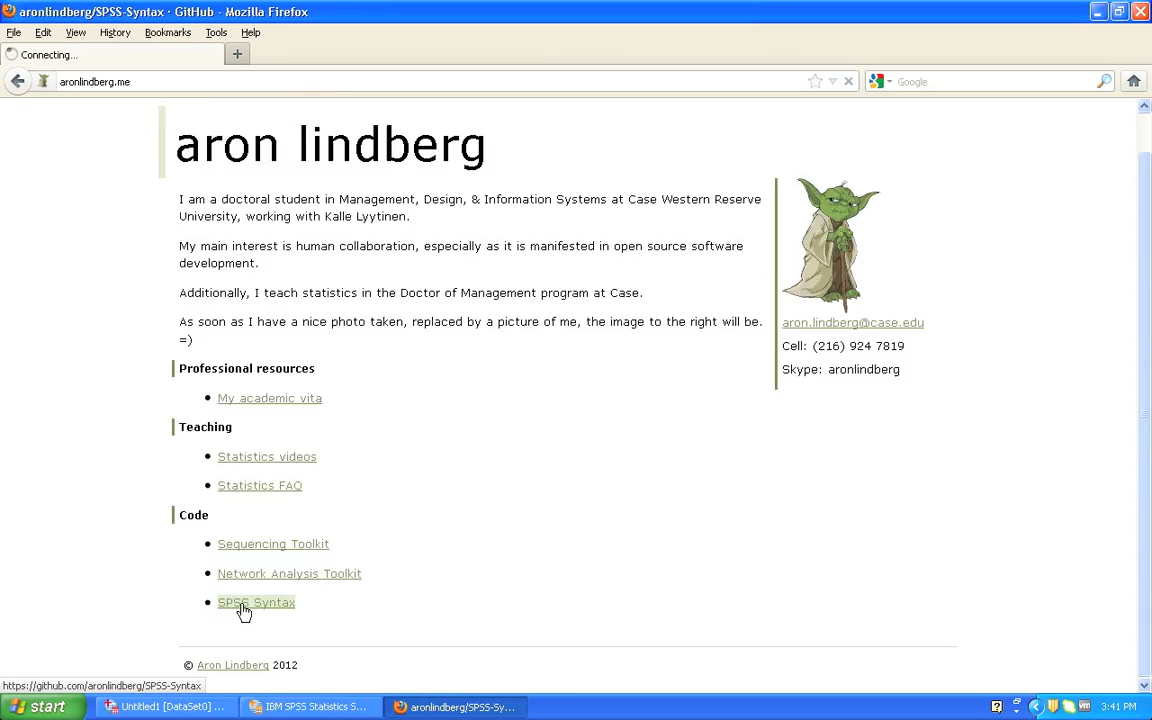 aronlindberg/SPSS-Syntax · GitHub - Mozilla Firefox
File Edit View History Bookmarks Tools Help
Connecting...
aronlindberg.me
Google
aron lindberg
I am a doctoral student in Management, Design, & Information Systems at Case Western Reserve
University, working with Kalle Lyytinen.
My main interest is human collaboration, especially as it is manifested in open source software
development.
Additionally, I teach statistics in the Doctor of Management program at Case.
As soon as I have a nice photo taken, replaced by a picture of me, the image to the right will be.
=)
aron.lindberg@case.edu
Cell: (216) 924 7819
Skype: aronlindberg
Professional resources
My academic vita
Teaching
Statistics videos
Statistics FAQ
Code
Sequencing Toolkit
Network Analysis Toolkit
SPSS Syntax
© Aron Lindberg 2012
https://github.com/aronlindberg/SPSS-Syntax
start Untitled1 [DataSet0] ... IBM SPSS Statistics S... aronlindberg/SPSS-Sy... 3:41 PM